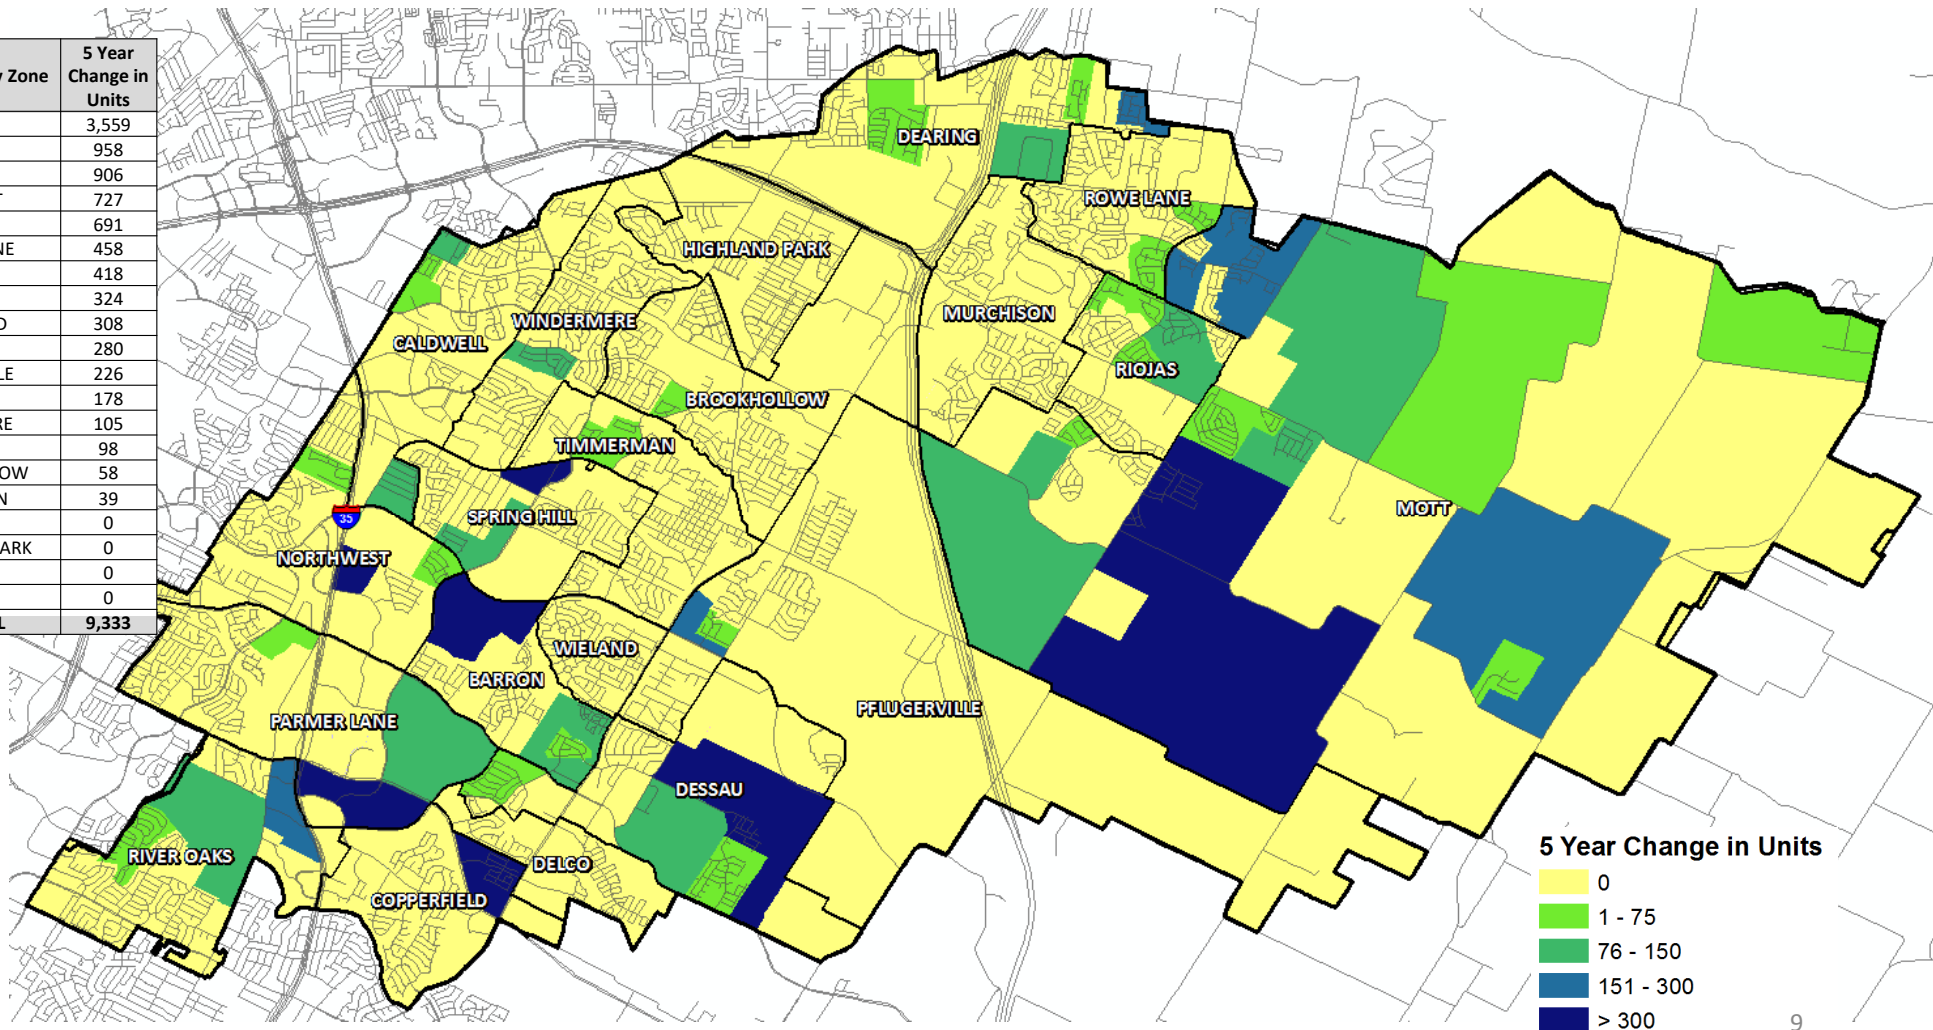 5 Year
y Zone Change in
Units
3,559
958
906
T 727
691
NE 458
418
324
D 308
280
LE 226
178
RE 105
98
OW 58
N 39
0
ARK 0
0
0
L 9,333
DEARING
ROWE LANE
HIGHLAND PARK
MURCHISON
WINDERMERE
CALDWELL
RIOJAS
BROOKHOLLOW
TIMMERMAN
MOTT
SPRING HILL
35
NORTHWEST
WIELAND
BARRON
PFLUGERVILLE
PARMER LANE
DESSAU
RIVER OAKS
DELCO
COPPERFIELD
5 Year Change in Units
0
1 - 75
76 - 150
151 - 300
> 300
9